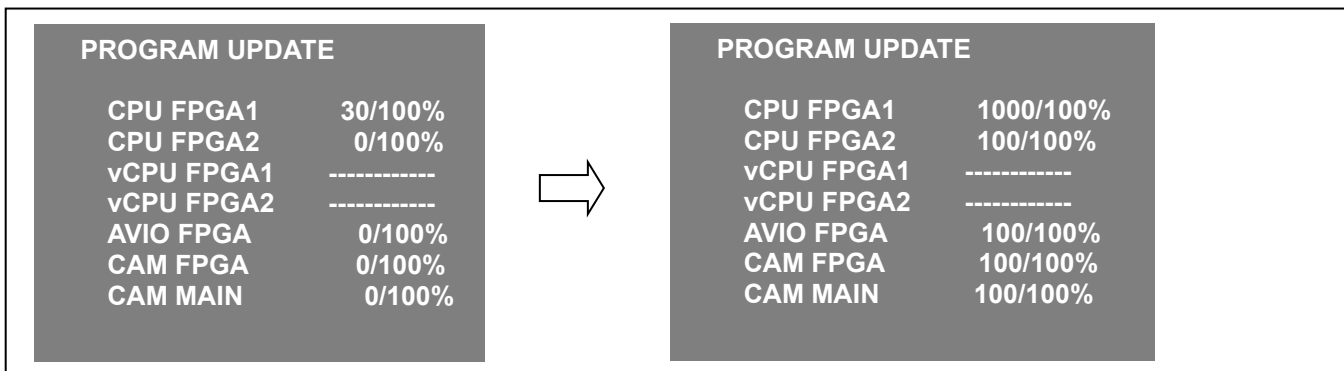 PROGRAM UPDATE
CPU FPGA1 30/100%
CPU FPGA2 0/100%
vCPU FPGA1 ------------
vCPU FPGA2 ------------
AVIO FPGA 0/100%
CAM FPGA 0/100%
CAM MAIN 0/100%
PROGRAM UPDATE
CPU FPGA1 1000/100%
CPU FPGA2 100/100%
vCPU FPGA1 ------------
vCPU FPGA2 ------------
AVIO FPGA 100/100%
CAM FPGA 100/100%
CAM MAIN 100/100%